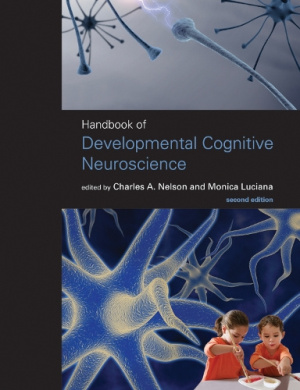 Handbook of
Developmental Cognitive
Neuroscience
edited by Charles A. Nelson and Monica Luciana
second edition